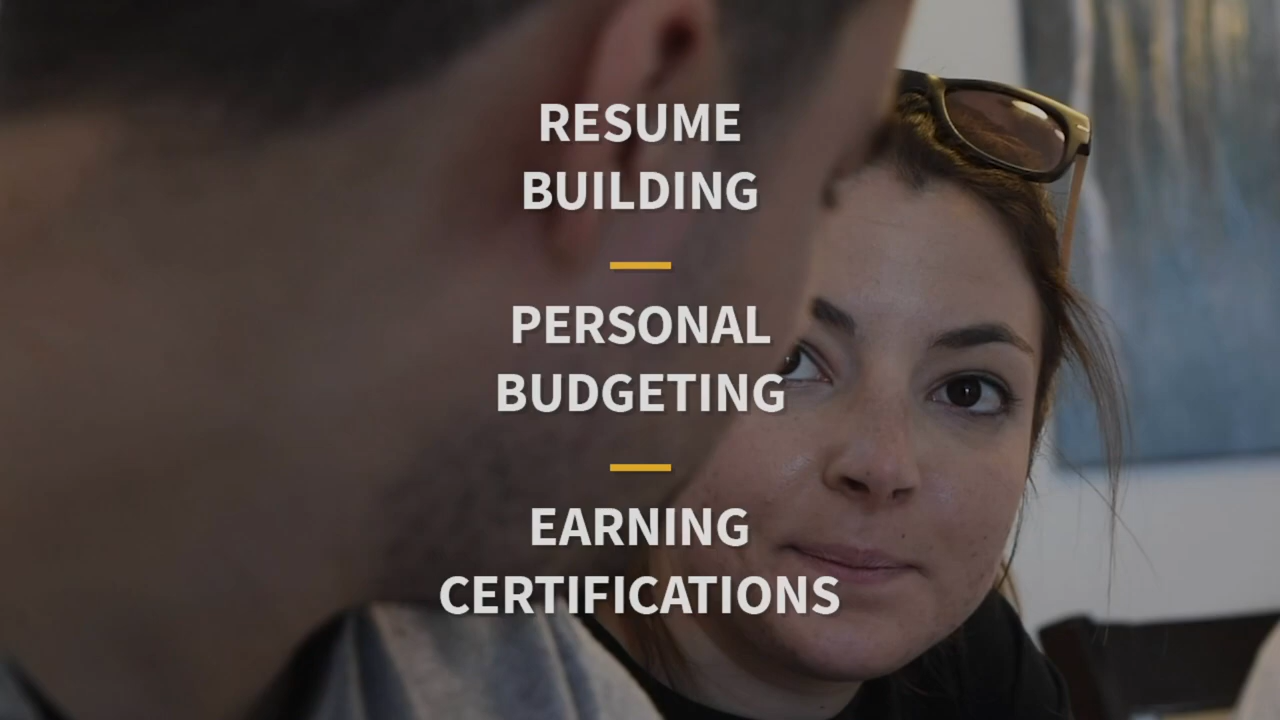 RESUME
BUILDING
PERSONAL
BUDGETING
EARNING
CERTIFICATIONS